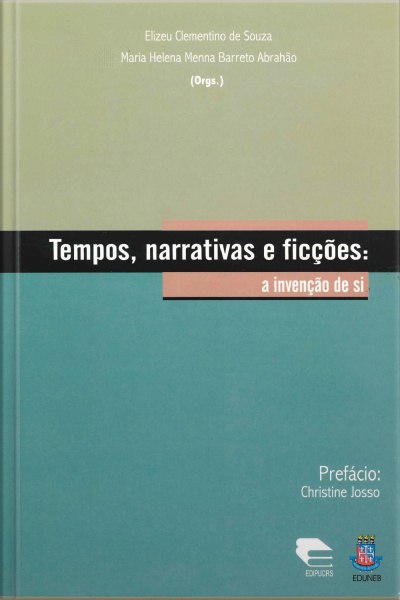 Elizeu Clementino de Souza
Maria Helena Menna Barreto Abrahão
(Orgs.)
Tempos, narrativas e ficções:
a invenção de si
Prefácio:
Christine Josso
EDIPUCRS
EDUNEB